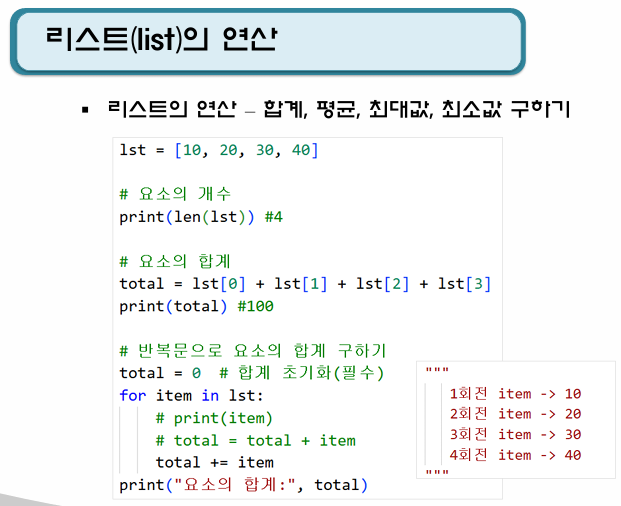 리스트(list)의 연산
▪ 리스트의 연산 – 합계, 평균, 최대값, 최소값 구하기
lst = [10, 20, 30, 40]
# 요소의 개수
print(len(lst)) #4
# 요소의 합계
total = lst[0] + lst[1] + lst[2] + lst[3]
print(total) #100
# 반복문으로 요소의 합계 구하기
total = 0  # 합계 초기화(필수)
for item in lst:
    # print(item)
    # total = total + item
    total += item
print("요소의 합계:", total)
"""
    1회전 item -> 10
    2회전 item -> 20
    3회전 item -> 30
    4회전 item -> 40
"""